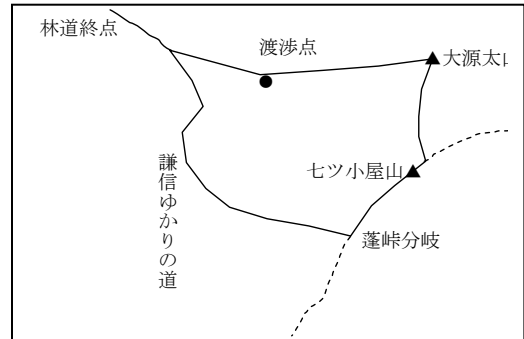 林道終点
渡渉点
大源太山
七ツ小屋山
謙信ゆかりの道
蓬峠分岐